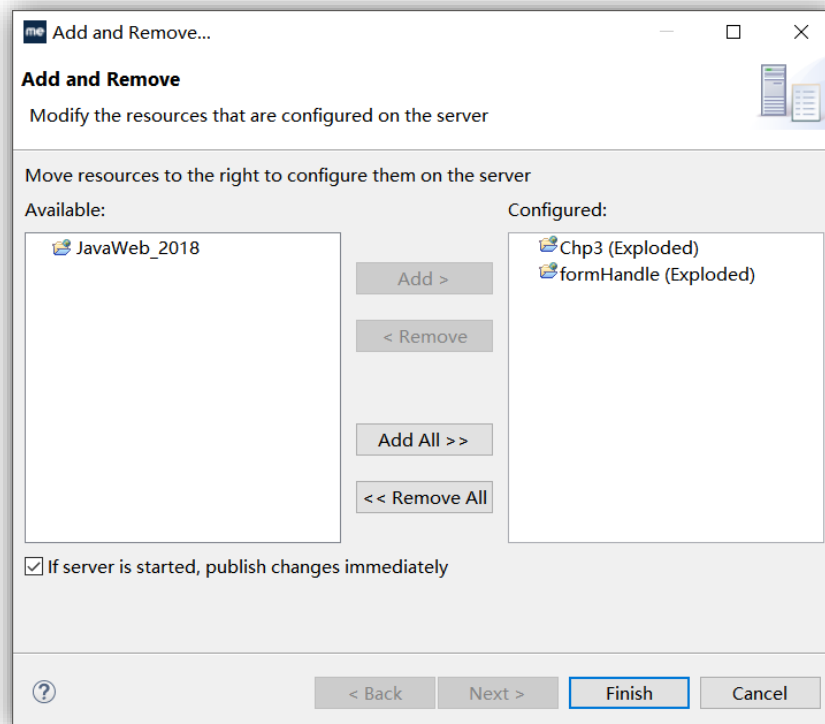 me Add and Remove...
Add and Remove
Modify the resources that are configured on the server
Move resources to the right to configure them on the server
Available:
Configured:
JavaWeb_2018
Chp3 (Exploded)
formHandle (Exploded)
Add >
< Remove
Add All >>
<< Remove All
If server is started, publish changes immediately
?
< Back
Next >
Finish
Cancel